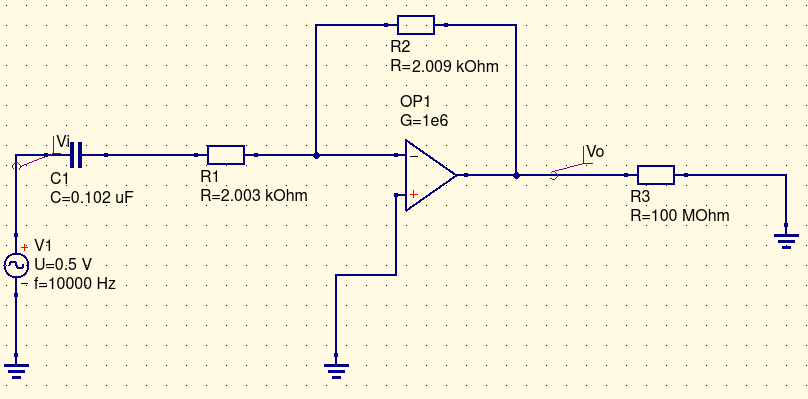 R2
R=2.009 kOhm
OP1
G=1e6
Vi
C1
C=0.102 uF
R1
R=2.003 kOhm
−
+
Vo
R3
R=100 MOhm
+
V1
U=0.5 V
−
f=10000 Hz